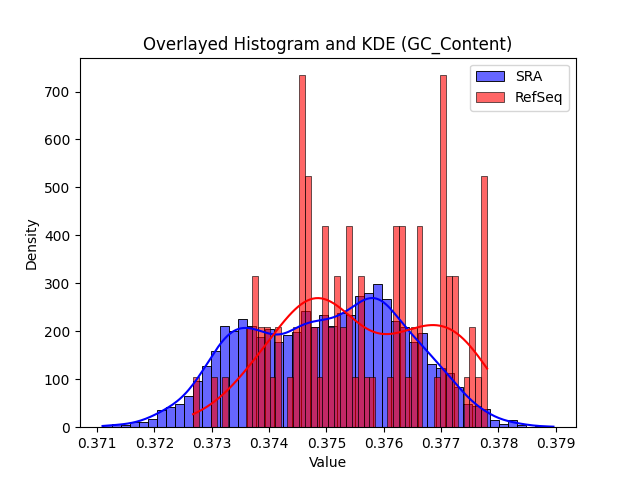 Overlayed Histogram and KDE (GC_Content)
SRA
RefSeq
700
600
500
400
300
200
100
0
Density
0.371 0.372 0.373 0.374 0.375 0.376 0.377 0.378 0.379
Value